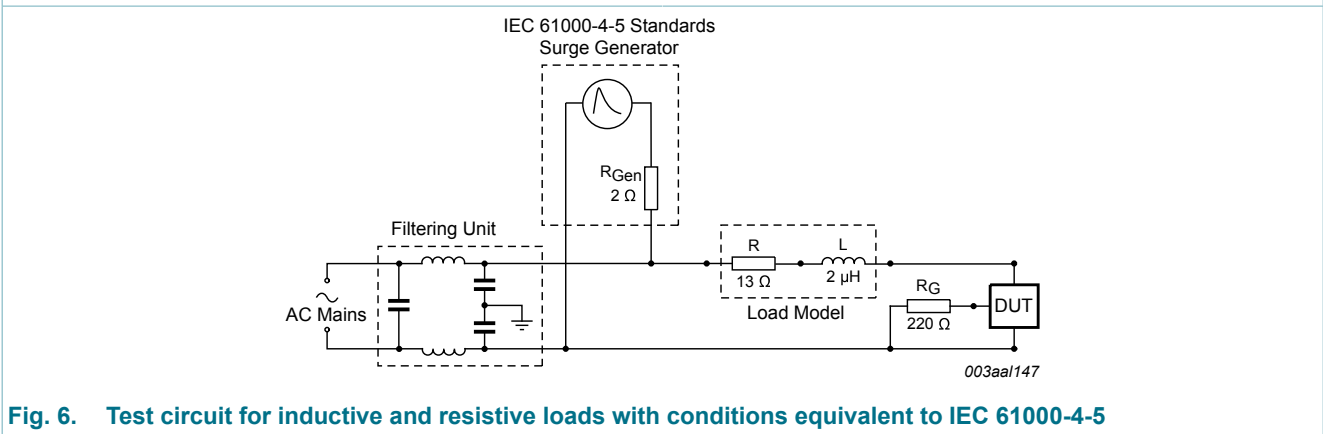 IEC 61000-4-5 Standards
Surge Generator
RGen
2 Ω
Filtering Unit
AC Mains
R
13 Ω
L
2 μH
Load Model
RG
220 Ω
DUT
003aal147
Fig. 6. Test circuit for inductive and resistive loads with conditions equivalent to IEC 61000-4-5